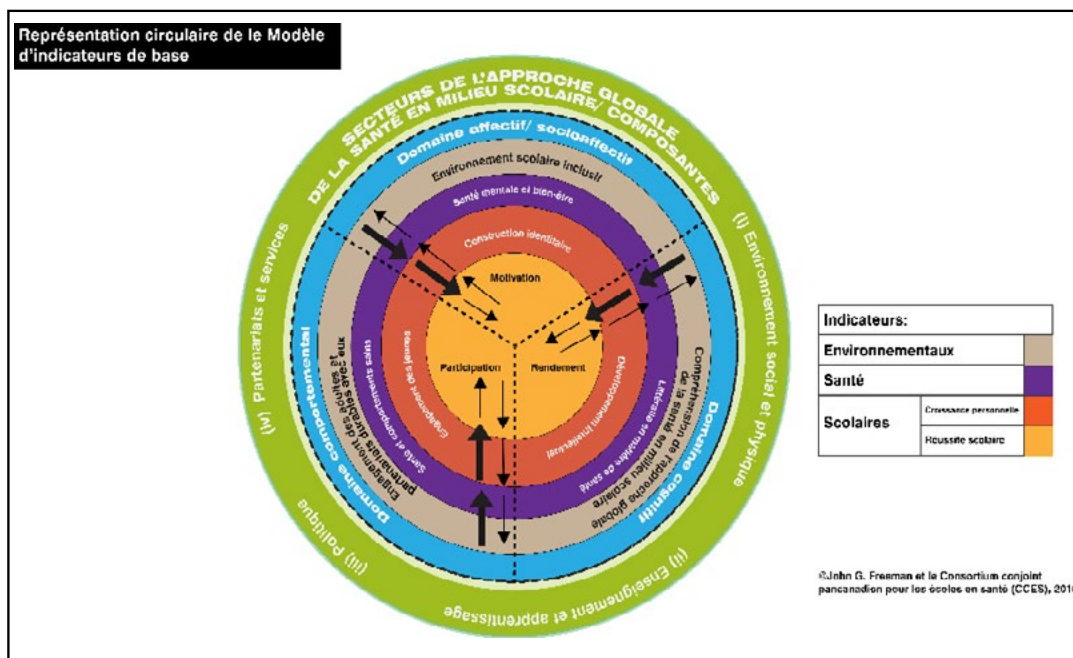 Représentation circulaire de le Modèle
d'indicateurs de base
SECTEURS DE L'APPROCHE GLOBALE
DE LA SANTÉ EN MILIEU SCOLAIRE/ COMPOSANTES
Domaine affectif/ socioaffectif
Environnement scolaire inclusif
Santé mentale et bien-être
Construction identitaire
Motivation
Participation
Rendement
(iv) Partenariats et services
Domaine comportemental
Engagement des adultes et
partenariats durables avec eux
Santé et comportements sains
Engagement des jeunes
Développement intellectuel
Littératie en matière de santé
Compréhension de l'approche globale
de la santé en milieu scolaire
Domaine cognitif
(i) Environnement social et physique
(iii) Politique
(ii) Enseignement et apprentissage
Indicateurs:
Environnementaux
Santé
Scolaires
Croissance personnelle
Réussite scolaire
©John G. Freeman et le Consortium conjoint
pancanadien pour les écoles en santé (CCES),